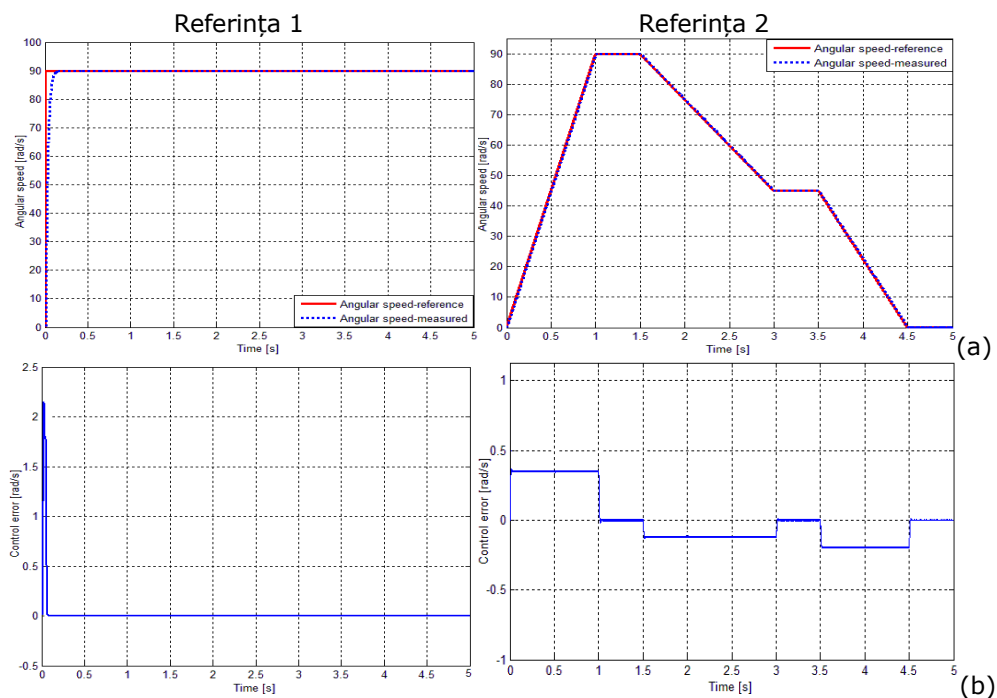 Referința 1
Referința 2
100
90
80
70
60
50
40
30
20
10
0
Angular speed [rad/s]
Angular speed-reference
Angular speed-measured
0 0.5 1 1.5 2 2.5 3 3.5 4 4.5 5
Time [s]
90
80
70
60
50
40
30
20
10
0
Angular speed [rad/s]
Angular speed-reference
Angular speed-measured
0 0.5 1 1.5 2 2.5 3 3.5 4 4.5 5
Time [s]
(a)
2.5
2
1.5
1
0.5
0
-0.5
Control error [rad/s]
0 0.5 1 1.5 2 2.5 3 3.5 4 4.5 5
Time [s]
1
0.5
0
-0.5
-1
Control error [rad/s]
0 0.5 1 1.5 2 2.5 3 3.5 4 4.5 5
Time [s]
(b)